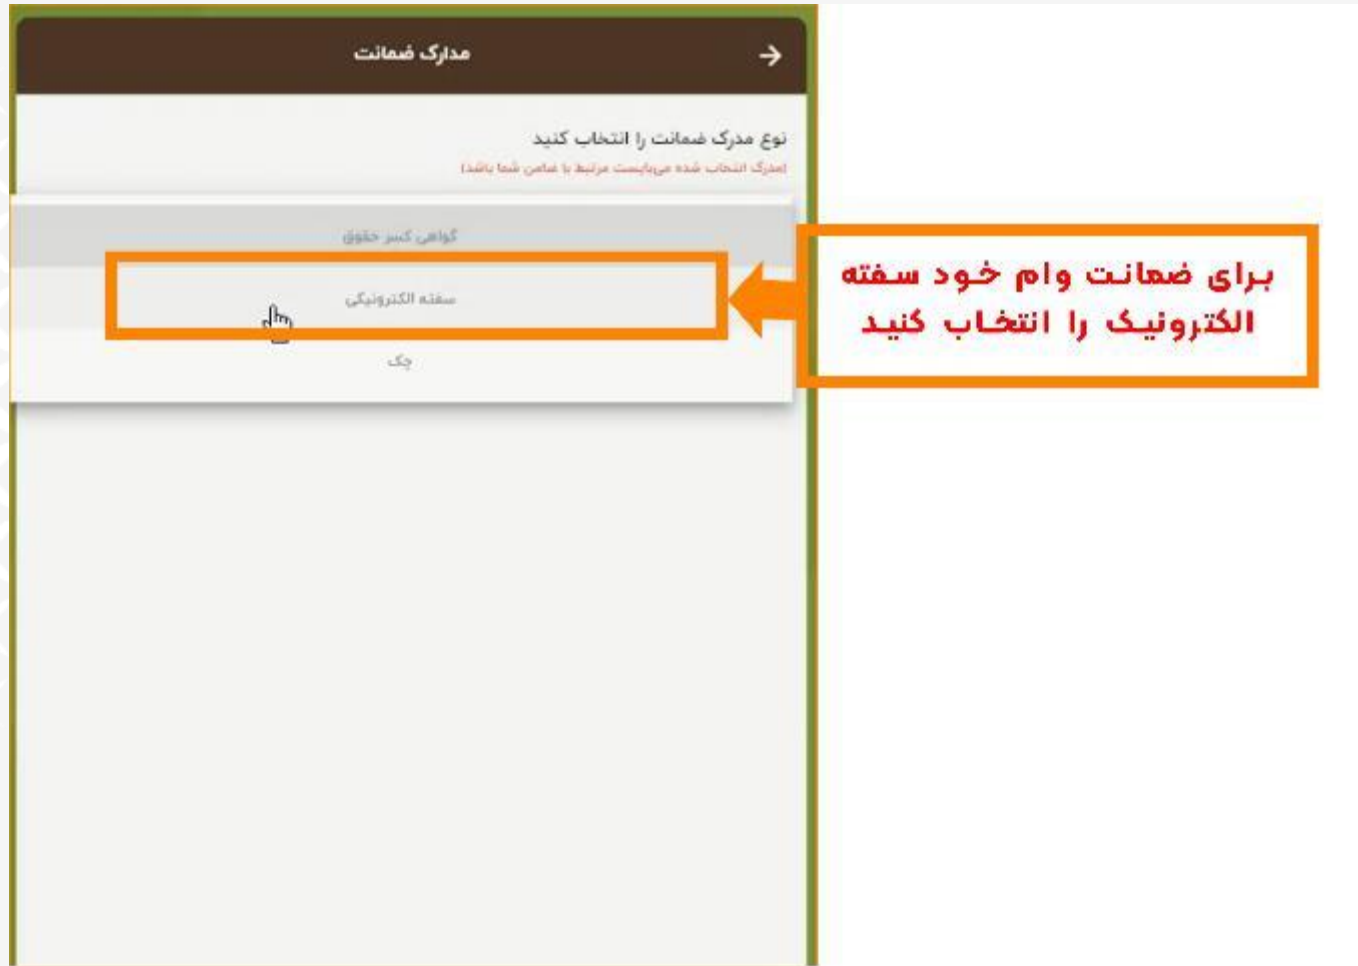 مدارک ضمانت
نوع مدرک ضمانت را انتخاب کنید
(مدرک انتخاب شده می‌بایست مرتبط با ضامن شما باشد)
گواهی کسر حقوق
سفته الکترونیکی
چک
برای ضمانت وام خود سفته
الکترونیک را انتخاب کنید